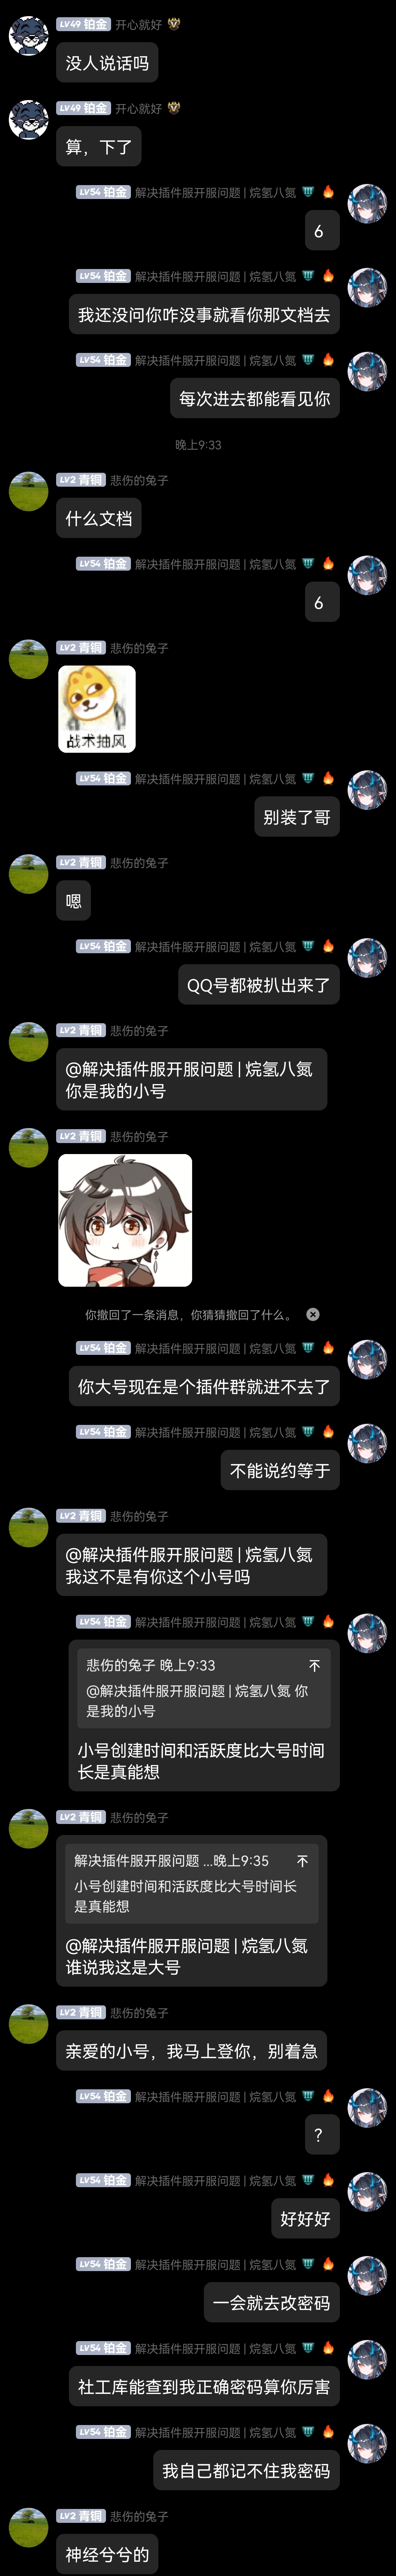 LV49 铂金 开心就好
没人说话吗
LV49 铂金 开心就好
算，下了
LV54 铂金 解决插件服开服问题 | 烷氢八氮
6
LV54 铂金 解决插件服开服问题 | 烷氢八氮
我还没问你咋没事就看你那文档去
LV54 铂金 解决插件服开服问题 | 烷氢八氮
每次进去都能看见你
晚上9:33
LV2 青铜 悲伤的兔子
什么文档
LV54 铂金 解决插件服开服问题 | 烷氢八氮
6
LV2 青铜 悲伤的兔子
战术抽风
LV54 铂金 解决插件服开服问题 | 烷氢八氮
别装了哥
LV2 青铜 悲伤的兔子
嗯
LV54 铂金 解决插件服开服问题 | 烷氢八氮
QQ号都被扒出来了
LV2 青铜 悲伤的兔子
@解决插件服开服问题 | 烷氢八氮
你是我的小号
LV2 青铜 悲伤的兔子
你撤回了一条消息，你猜猜撤回了什么。
LV54 铂金 解决插件服开服问题 | 烷氢八氮
你大号现在是个插件群就进不去了
LV54 铂金 解决插件服开服问题 | 烷氢八氮
不能说约等于
LV2 青铜 悲伤的兔子
@解决插件服开服问题 | 烷氢八氮
我这不是有你这个小号吗
LV54 铂金 解决插件服开服问题 | 烷氢八氮
悲伤的兔子 晚上9:33
@解决插件服开服问题 | 烷氢八氮 你
是我的小号
小号创建时间和活跃度比大号时间
长是真能想
LV2 青铜 悲伤的兔子
解决插件服开服问题 ...晚上9:35
小号创建时间和活跃度比大号时间长
是真能想
@解决插件服开服问题 | 烷氢八氮
谁说我这是大号
LV2 青铜 悲伤的兔子
亲爱的小号，我马上登你，别着急
LV54 铂金 解决插件服开服问题 | 烷氢八氮
？
LV54 铂金 解决插件服开服问题 | 烷氢八氮
好好好
LV54 铂金 解决插件服开服问题 | 烷氢八氮
一会就去改密码
LV54 铂金 解决插件服开服问题 | 烷氢八氮
社工库能查到我正确密码算你厉害
LV54 铂金 解决插件服开服问题 | 烷氢八氮
我自己都记不住我密码
LV2 青铜 悲伤的兔子
神经兮兮的